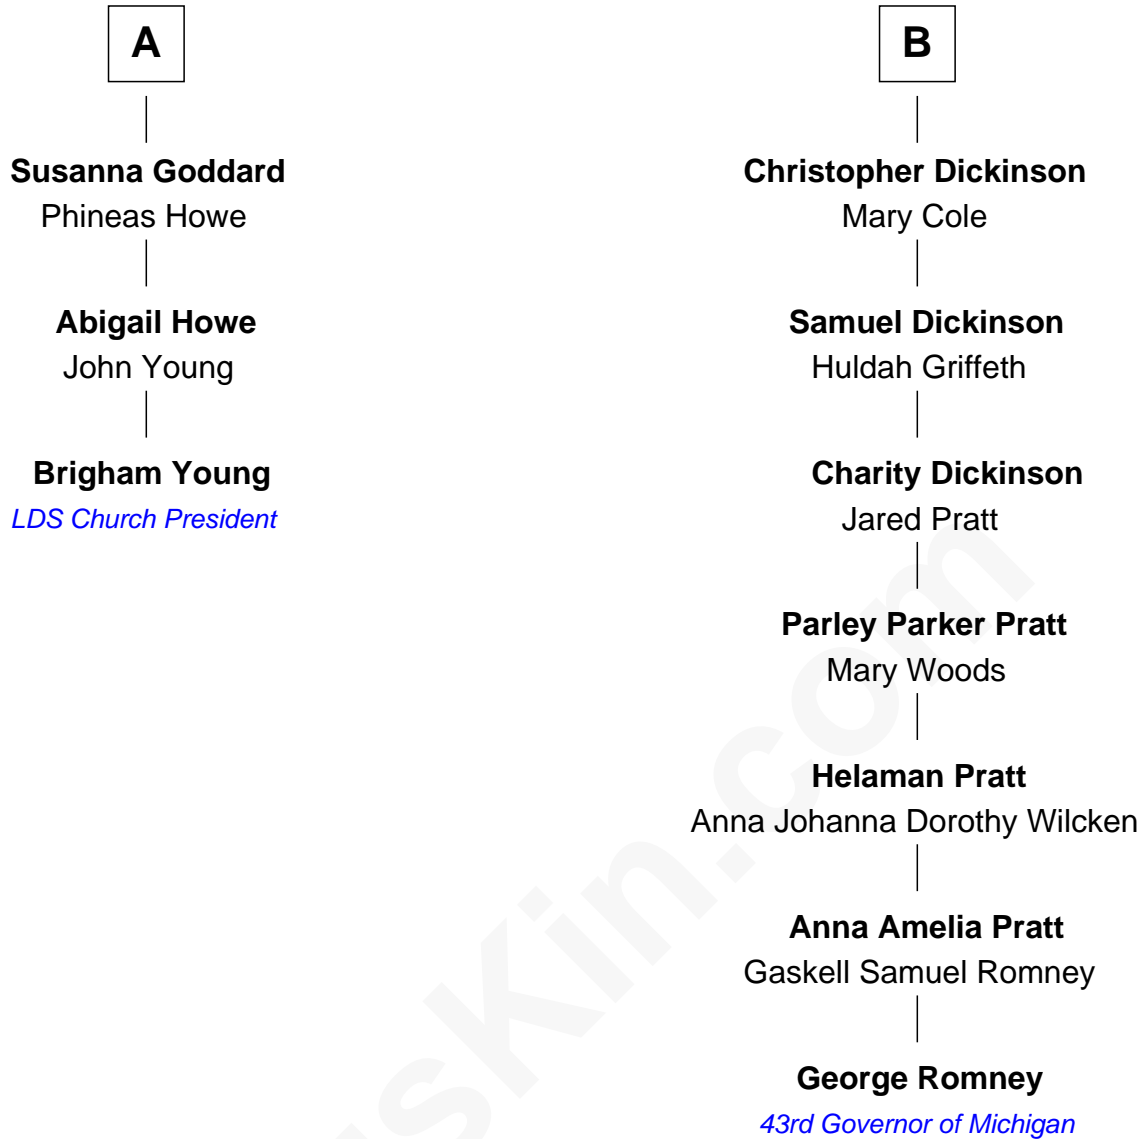 A
Susanna Goddard
Phineas Howe
Abigail Howe
John Young
Brigham Young
LDS Church President
B
Christopher Dickinson
Mary Cole
Samuel Dickinson
Huldah Griffeth
Charity Dickinson
Jared Pratt
Parley Parker Pratt
Mary Woods
Helaman Pratt
Anna Johanna Dorothy Wilcken
Anna Amelia Pratt
Gaskell Samuel Romney
George Romney
43rd Governor of Michigan
sKin.com